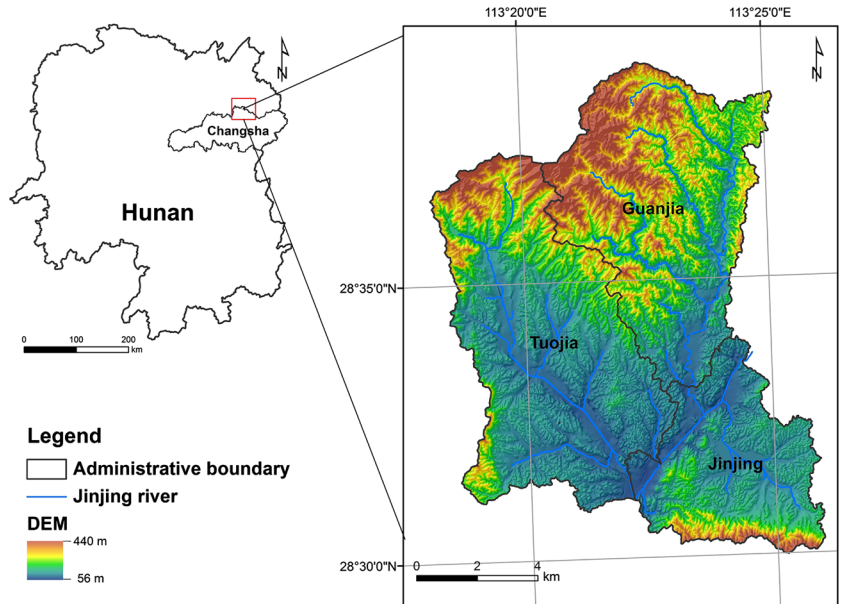 113°20'0"E
113°25'0"E
N
N
Changsha
Hunan
Guanjia
28°35'0"N
Tuojia
0 100 200
km
Legend
Administrative boundary
Jinjing river
DEM
440 m
56 m
Jinjing
28°30'0"N
0 2 4
km